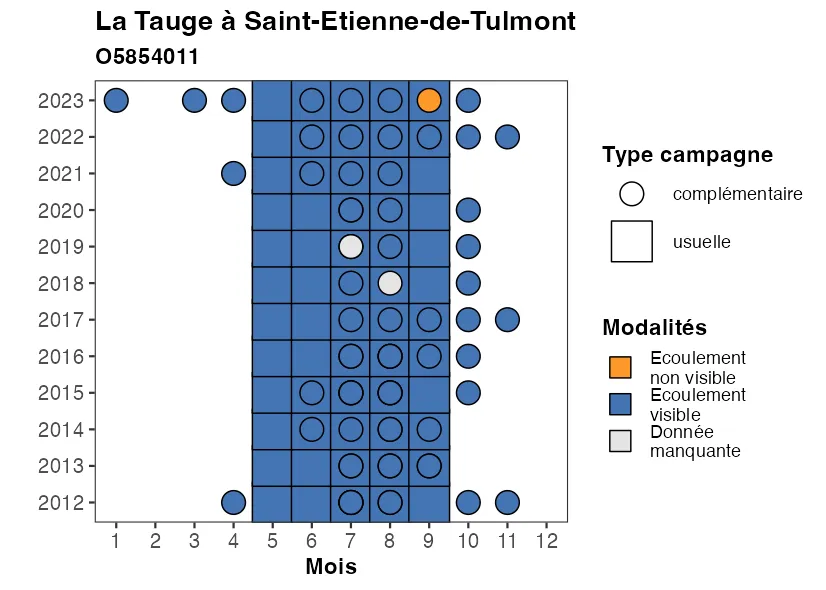 La Tauge à Saint-Etienne-de-Tulmont
O5854011
2023
2022
2021
2020
2019
2018
2017
2016
2015
2014
2013
2012
1 2 3 4 5 6 7 8 9 10 11 12
Mois
Type campagne
complémentaire
usuelle
Modalités
Ecoulement
non visible
Ecoulement
visible
Donnée
manquante